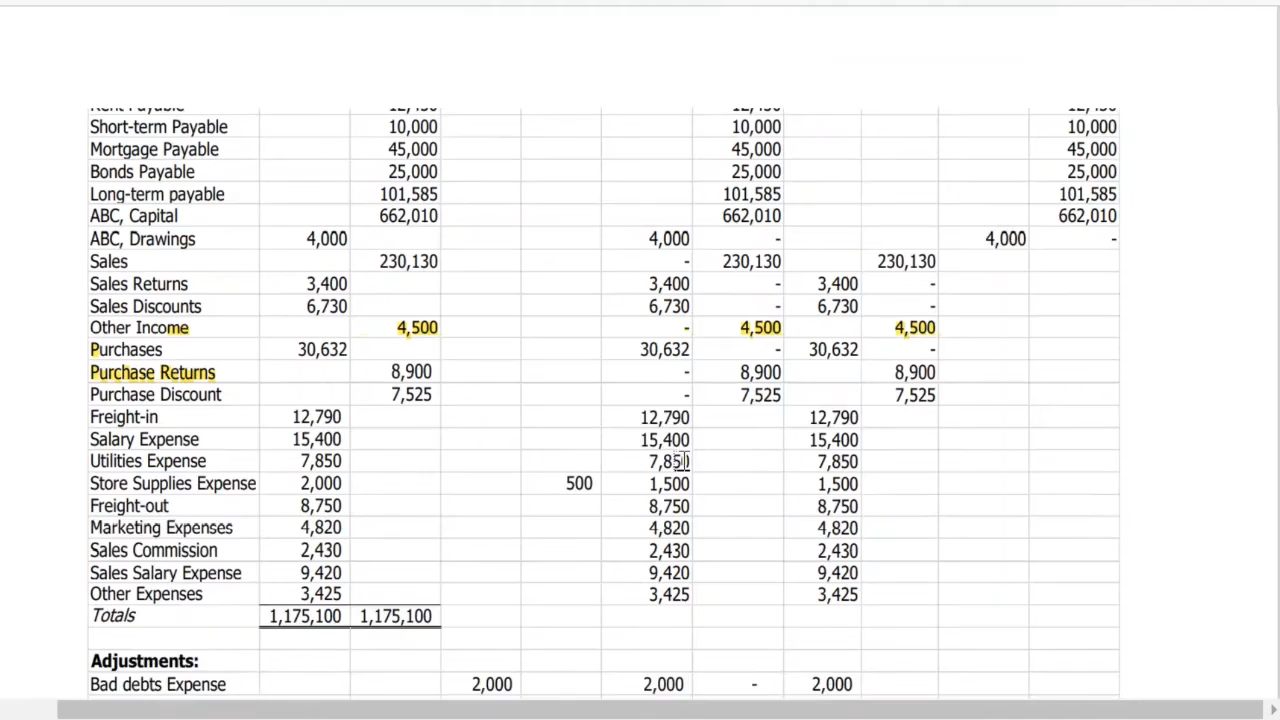 Rent Payable 12,450 12,450 12,450
Short-term Payable 10,000 10,000 10,000
Mortgage Payable 45,000 45,000 45,000
Bonds Payable 25,000 25,000 25,000
Long-term payable 101,585 101,585 101,585
ABC, Capital 662,010 662,010 662,010
ABC, Drawings 4,000 4,000 - 4,000 -
Sales 230,130 - 230,130 230,130
Sales Returns 3,400 3,400 - 3,400 -
Sales Discounts 6,730 6,730 - 6,730 -
Other Income 4,500 - 4,500 4,500
Purchases 30,632 30,632 - 30,632 -
Purchase Returns 8,900 - 8,900 8,900
Purchase Discount 7,525 - 7,525 7,525
Freight-in 12,790 12,790 12,790
Salary Expense 15,400 15,400 15,400
Utilities Expense 7,850 7,850 7,850
Store Supplies Expense 2,000 500 1,500 1,500
Freight-out 8,750 8,750 8,750
Marketing Expenses 4,820 4,820 4,820
Sales Commission 2,430 2,430 2,430
Sales Salary Expense 9,420 9,420 9,420
Other Expenses 3,425 3,425 3,425
Totals 1,175,100 1,175,100
Adjustments:
Bad debts Expense 2,000 2,000 - 2,000